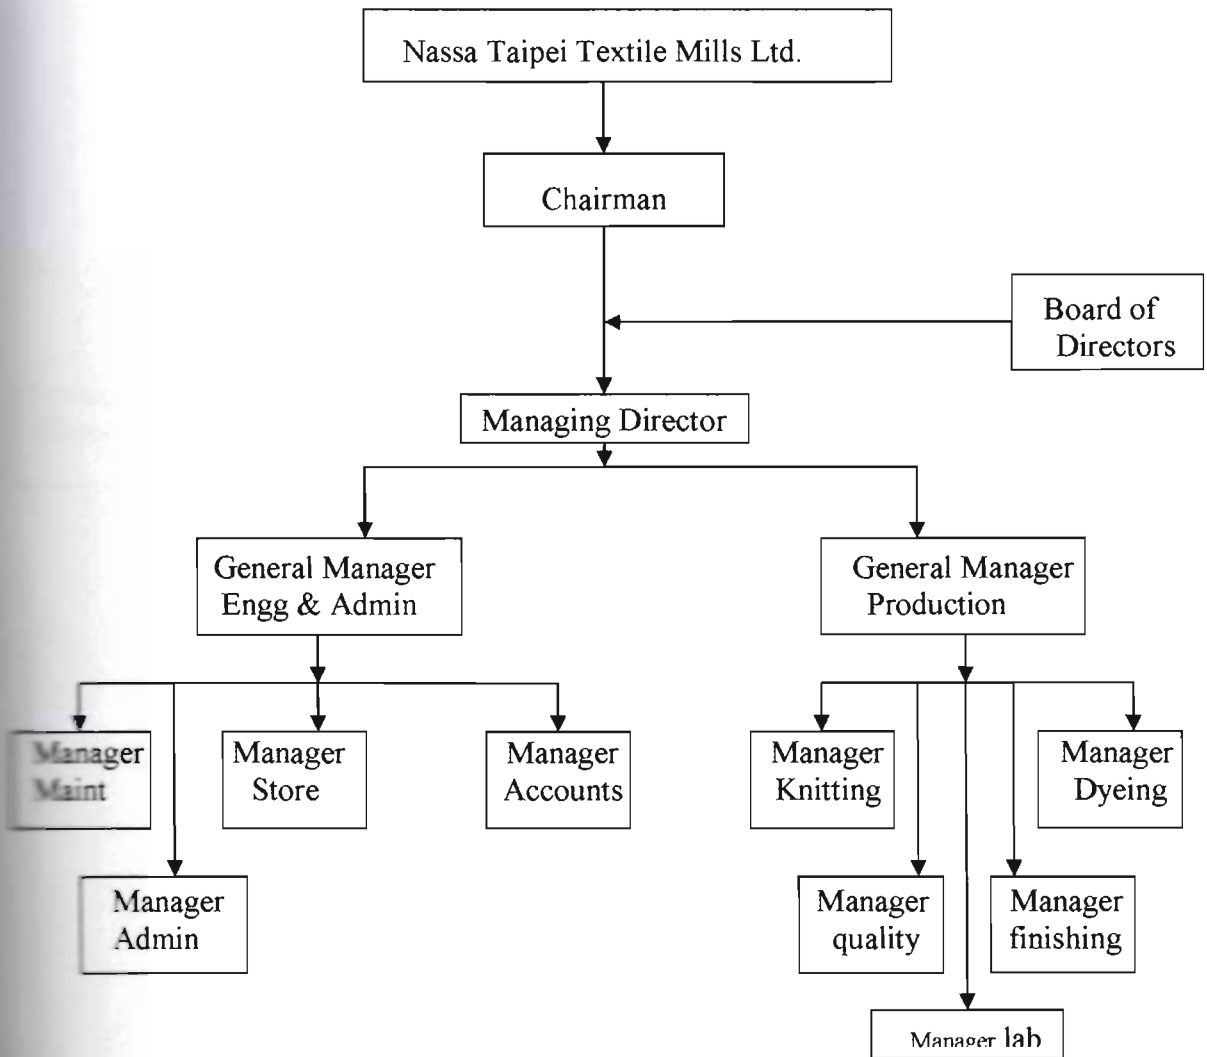 Nassa Taipei Textile Mills Ltd.
Chairman
Board of
Directors
Managing Director
General Manager
Engg & Admin
General Manager
Production
Manager
Maint
Manager
Store
Manager
Accounts
Manager
Knitting
Manager
Dyeing
Manager
Admin
Manager
quality
Manager
finishing
Manager lab